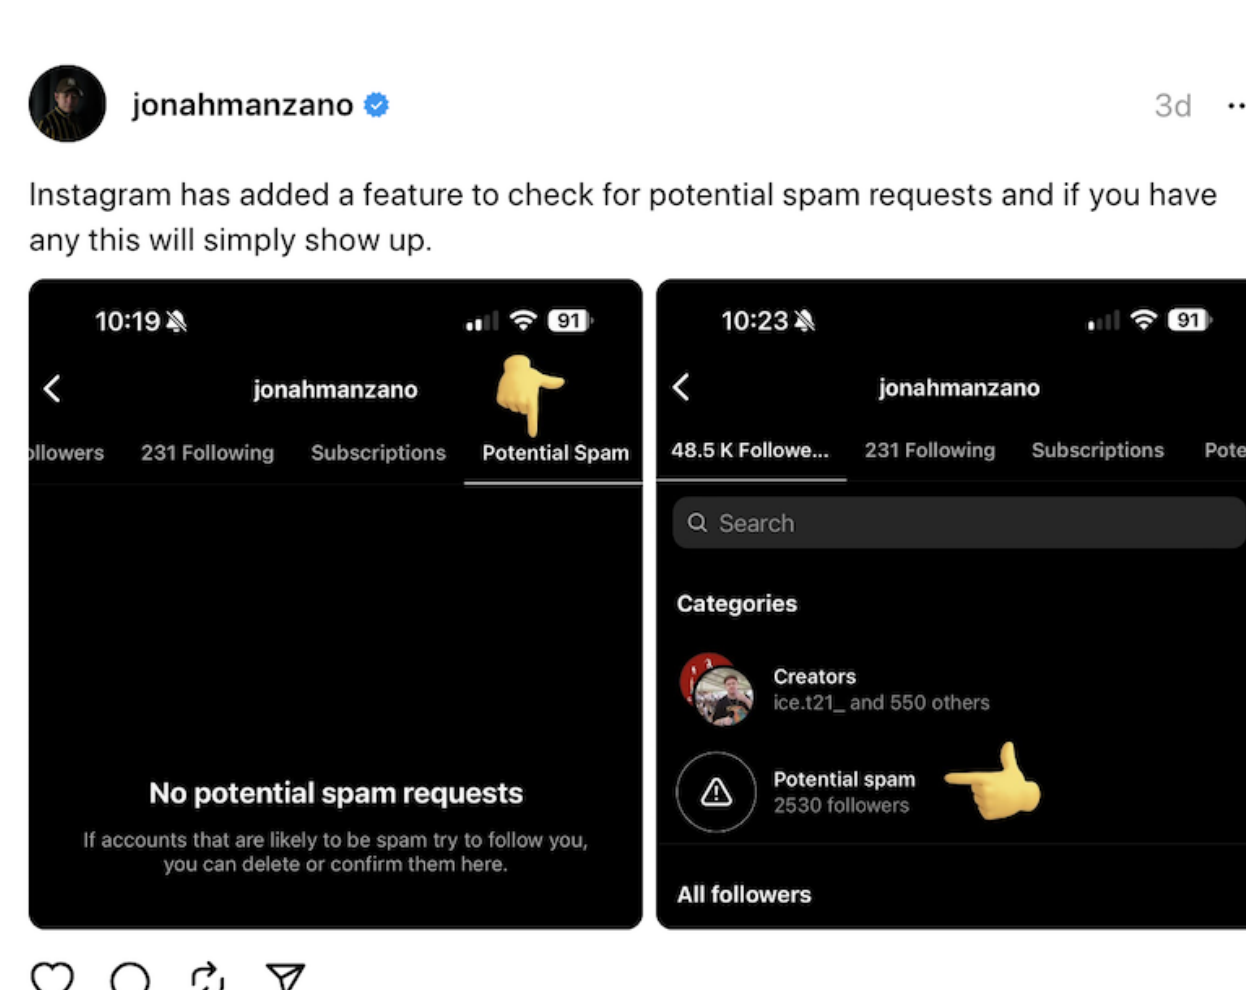 jonahmanzano
3d
Instagram has added a feature to check for potential spam requests and if you have
any this will simply show up.
10:19
91
jonahmanzano
ollowers 231 Following Subscriptions Potential Spam
No potential spam requests
If accounts that are likely to be spam try to follow you,
you can delete or confirm them here.
10:23
91
jonahmanzano
48.5 K Followe... 231 Following Subscriptions Pote
Search
Categories
Creators
ice.t21_ and 550 others
Potential spam
2530 followers
All followers